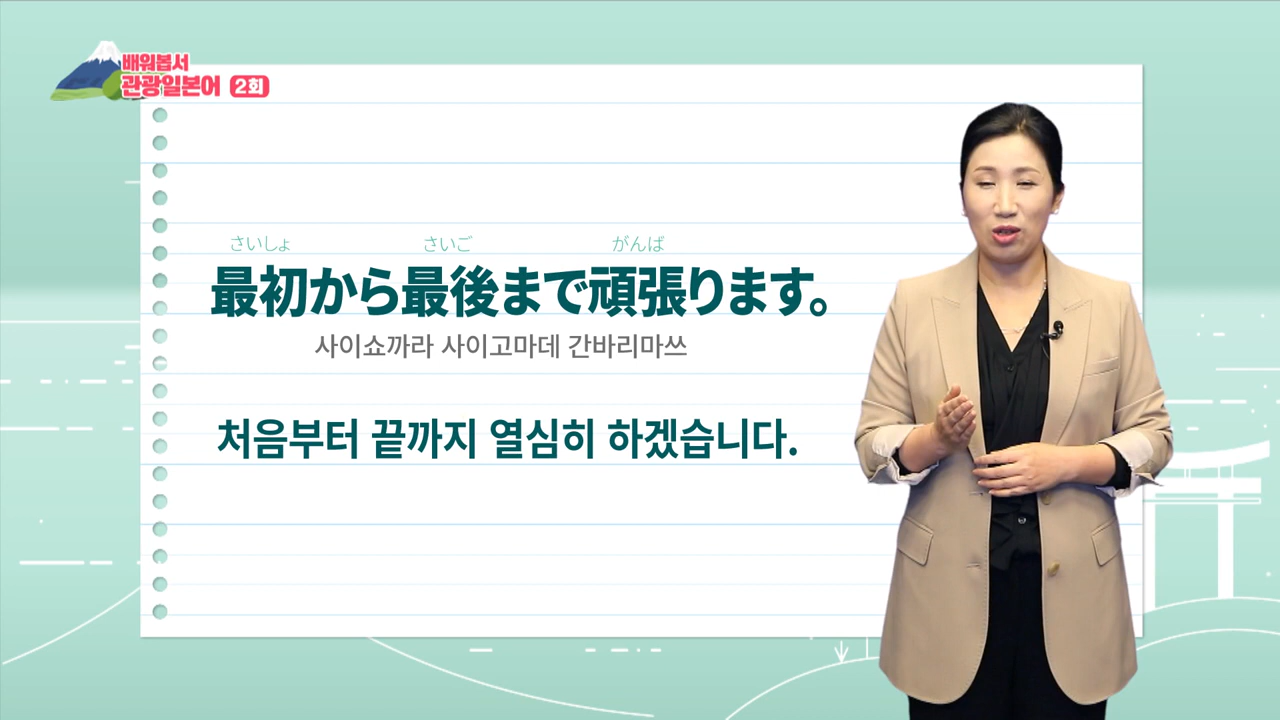 배워봅서
관광일본어 2회
さいしょ さいご がんば
最初から最後まで頑張ります。
사이쇼까라 사이고마데 간바리마쓰
처음부터 끝까지 열심히 하겠습니다.